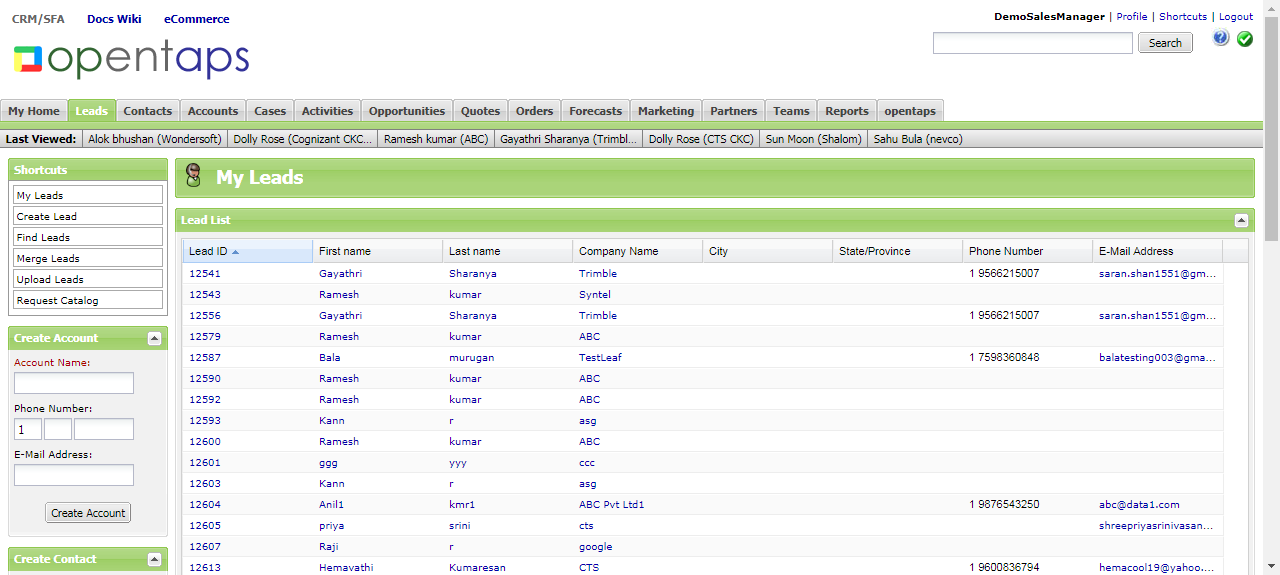 CRM/SFA Docs Wiki eCommerce
DemoSalesManager | Profile | Shortcuts | Logout
opentaps
Search
My Home Leads Contacts Accounts Cases Activities Opportunities Quotes Orders Forecasts Marketing Partners Teams Reports opentaps
Last Viewed: Alok bhushan (Wondersoft) Dolly Rose (Cognizant CKC... Ramesh kumar (ABC) Gayathri Sharanya (Trimbl... Dolly Rose (CTS CKC) Sun Moon (Shalom) Sahu Bula (nevco)
Shortcuts
My Leads
Create Lead
Find Leads
Merge Leads
Upload Leads
Request Catalog
Create Account
Account Name:
Phone Number:
1
E-Mail Address:
Create Account
Create Contact
My Leads
Lead List
Lead ID First name Last name Company Name City State/Province Phone Number E-Mail Address
12541 Gayathri Sharanya Trimble 1 9566215007 saran.shan1551@gm...
12543 Ramesh kumar Syntel
12556 Gayathri Sharanya Trimble 1 9566215007 saran.shan1551@gm...
12579 Ramesh kumar ABC
12587 Bala murugan TestLeaf 1 7598360848 balatesting003@gma...
12590 Ramesh kumar ABC
12592 Ramesh kumar ABC
12593 Kann r asg
12600 Ramesh kumar ABC
12601 ggg yyy ccc
12603 Kann r asg
12604 Anil1 kmr1 ABC Pvt Ltd1 1 9876543250 abc@data1.com
12605 priya srini cts shreepriyasrinivasan...
12607 Raji r google
12613 Hemavathi Kumaresan CTS 1 9600836794 hemacool19@yahoo....